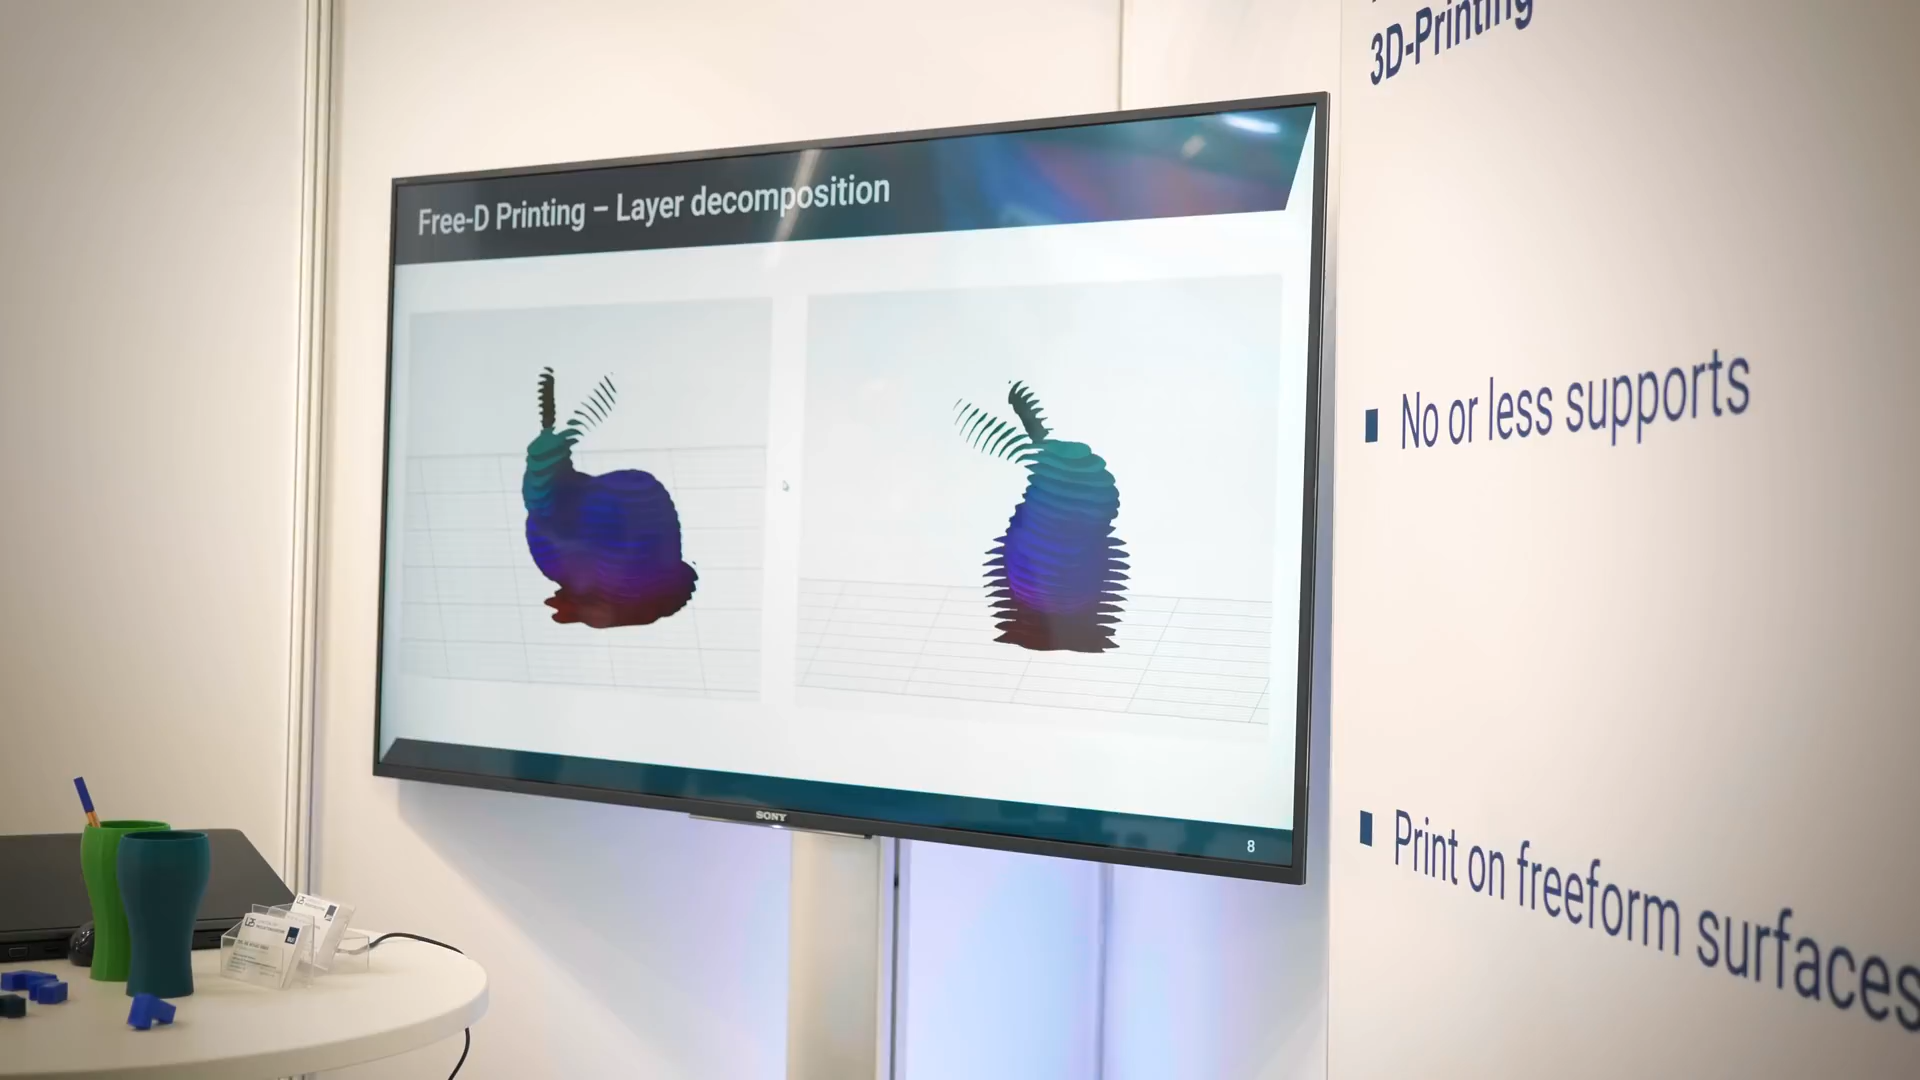 3D-Printing
Free-D Printing – Layer decomposition
No or less supports
Print on freeform surfaces
SONY
8